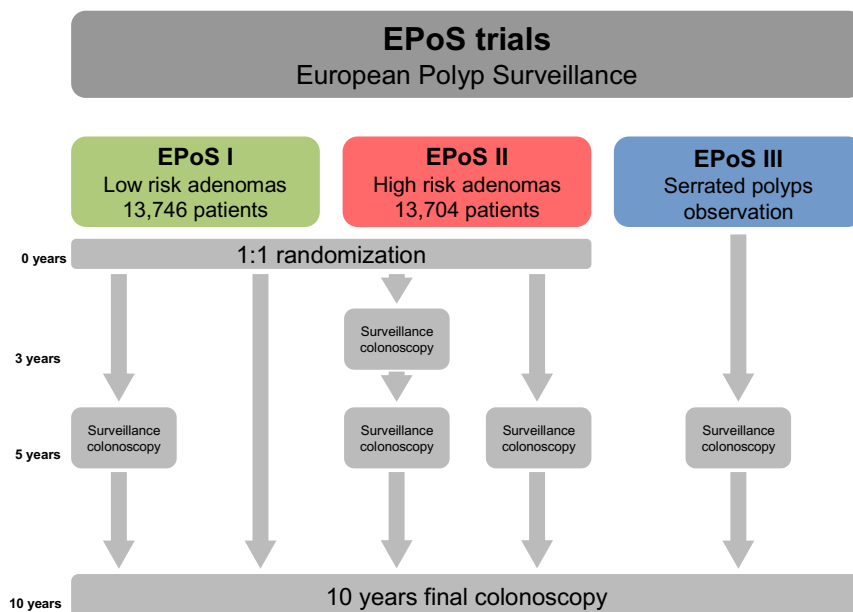 EPoS trials
European Polyp Surveillance
EPoS I
Low risk adenomas
13,746 patients
EPoS II
High risk adenomas
13,704 patients
EPoS III
Serrated polyps
observation
0 years
1:1 randomization
Surveillance
colonoscopy
3 years
Surveillance
colonoscopy
Surveillance
colonoscopy
Surveillance
colonoscopy
Surveillance
colonoscopy
5 years
10 years final colonoscopy
10 years